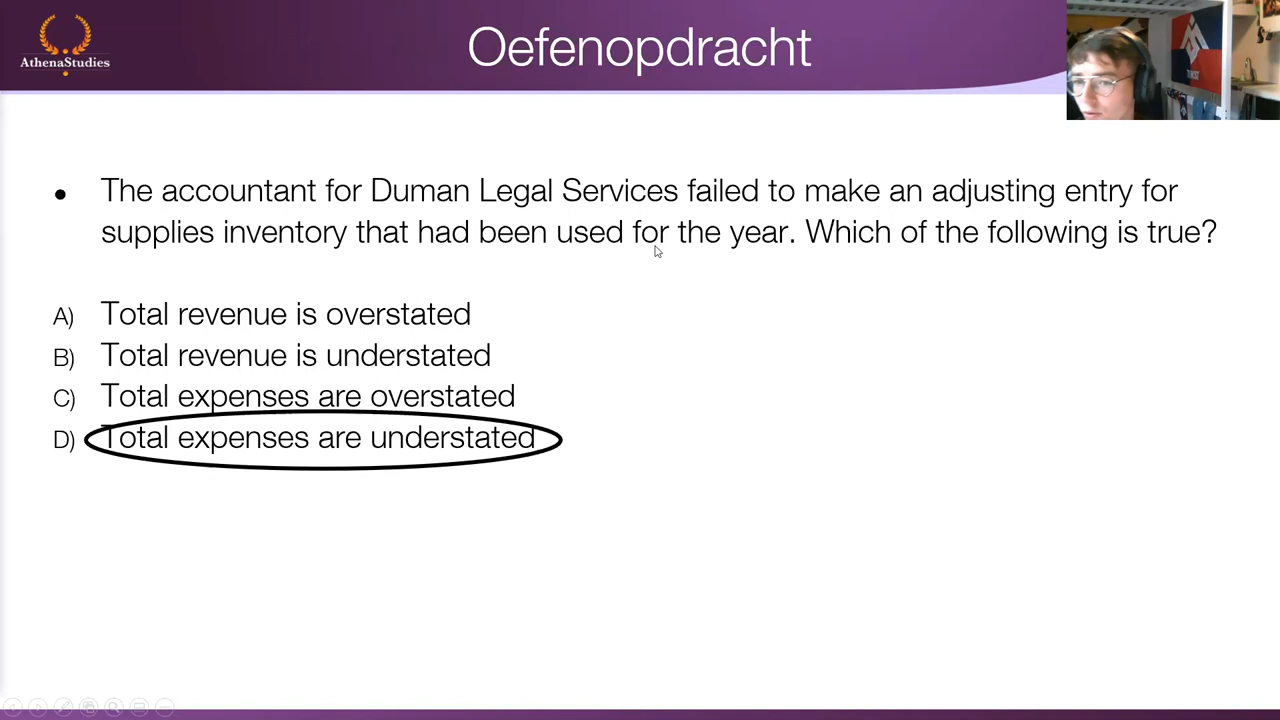 AthenaStudies
Oefenopdracht
• The accountant for Duman Legal Services failed to make an adjusting entry for
supplies inventory that had been used for the year. Which of the following is true?
A) Total revenue is overstated
B) Total revenue is understated
C) Total expenses are overstated
D) Total expenses are understated